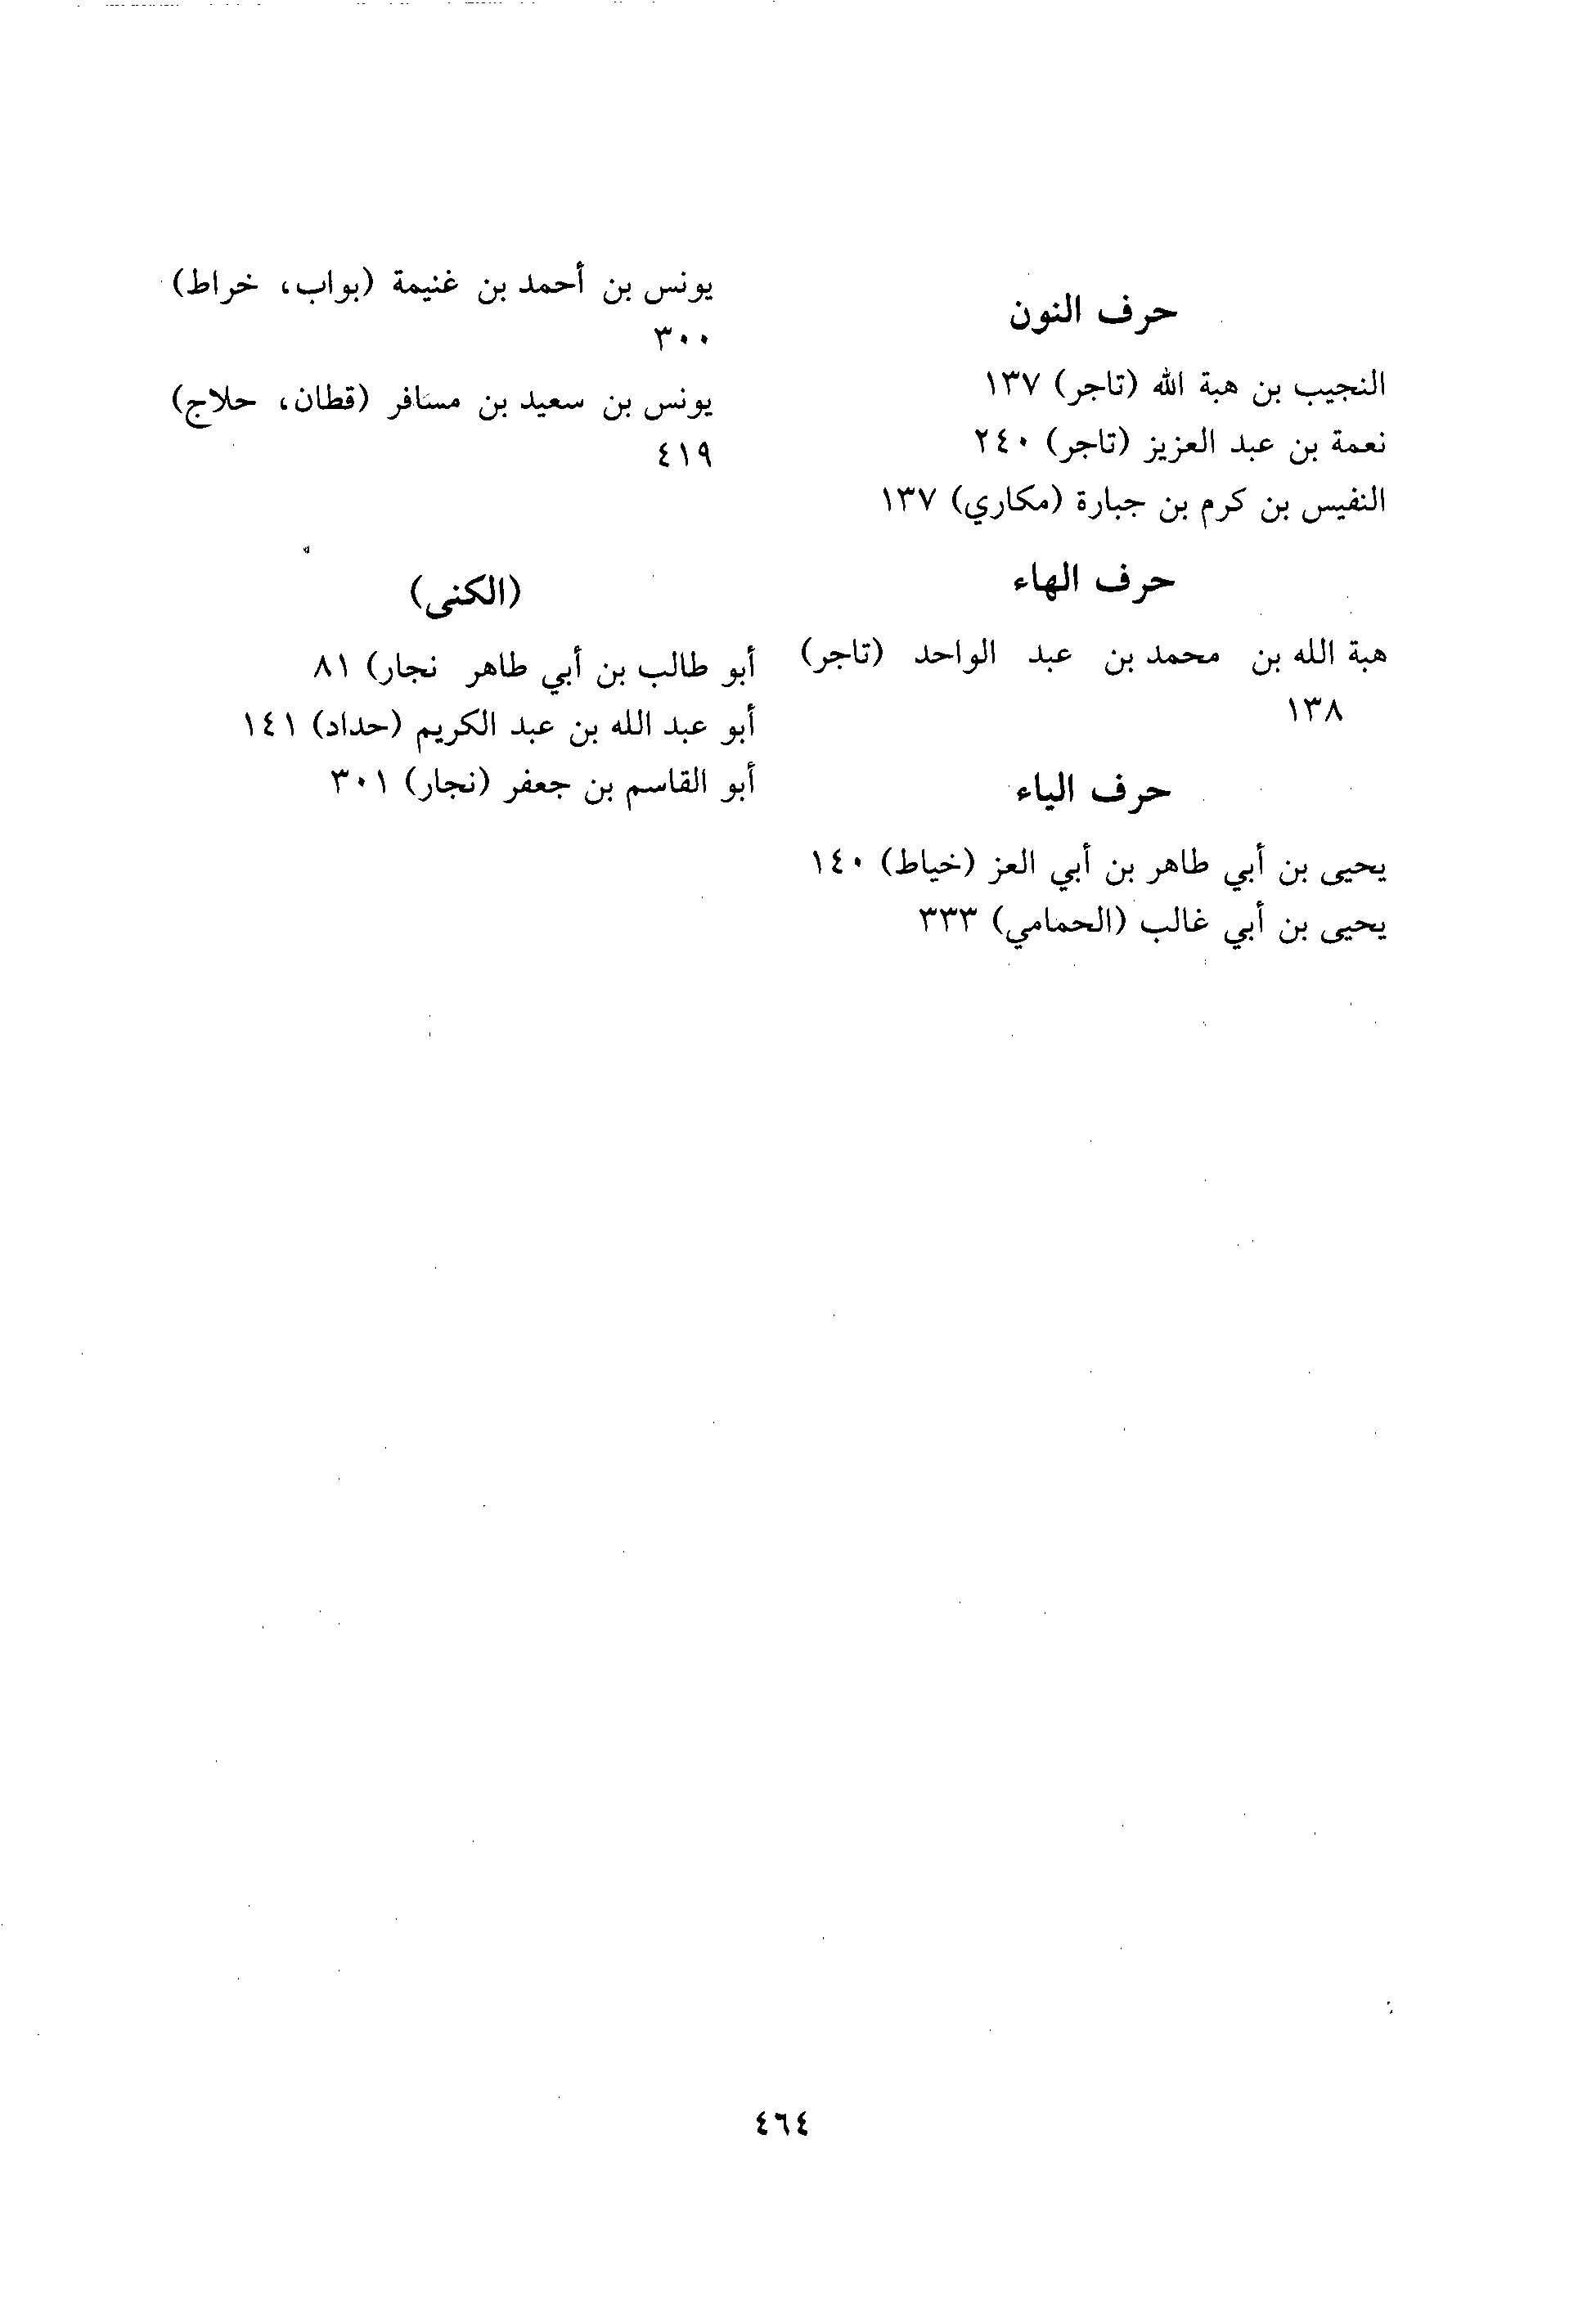 حرف النون
النجيب بن هبة الله (تاجر) ١٣٧
نعمة بن عبد العزيز (تاجر) ٢٤٠
النفيس بن كرم بن جبارة (مكاري) ١٣٧
حرف الهاء
هبة الله بن محمد بن عبد الواحد (تاجر)
١٣٨
حرف الياء
يحيى بن أبي طاهر بن أبي العز (خياط) ١٤٠
يحيى بن أبي غالب (الحمامي) ٣٣٣
يونس بن أحمد بن غنيمة (بواب، خراط)
٣٠٠
يونس بن سعيد بن مسافر (قطان، حلاج)
٤١٩
(الكنى)
أبو طالب بن أبي طاهر نجار) ٨١
أبو عبد الله بن عبد الكريم (حداد) ١٤١
أبو القاسم بن جعفر (نجار) ٣٠١
٤٦٤